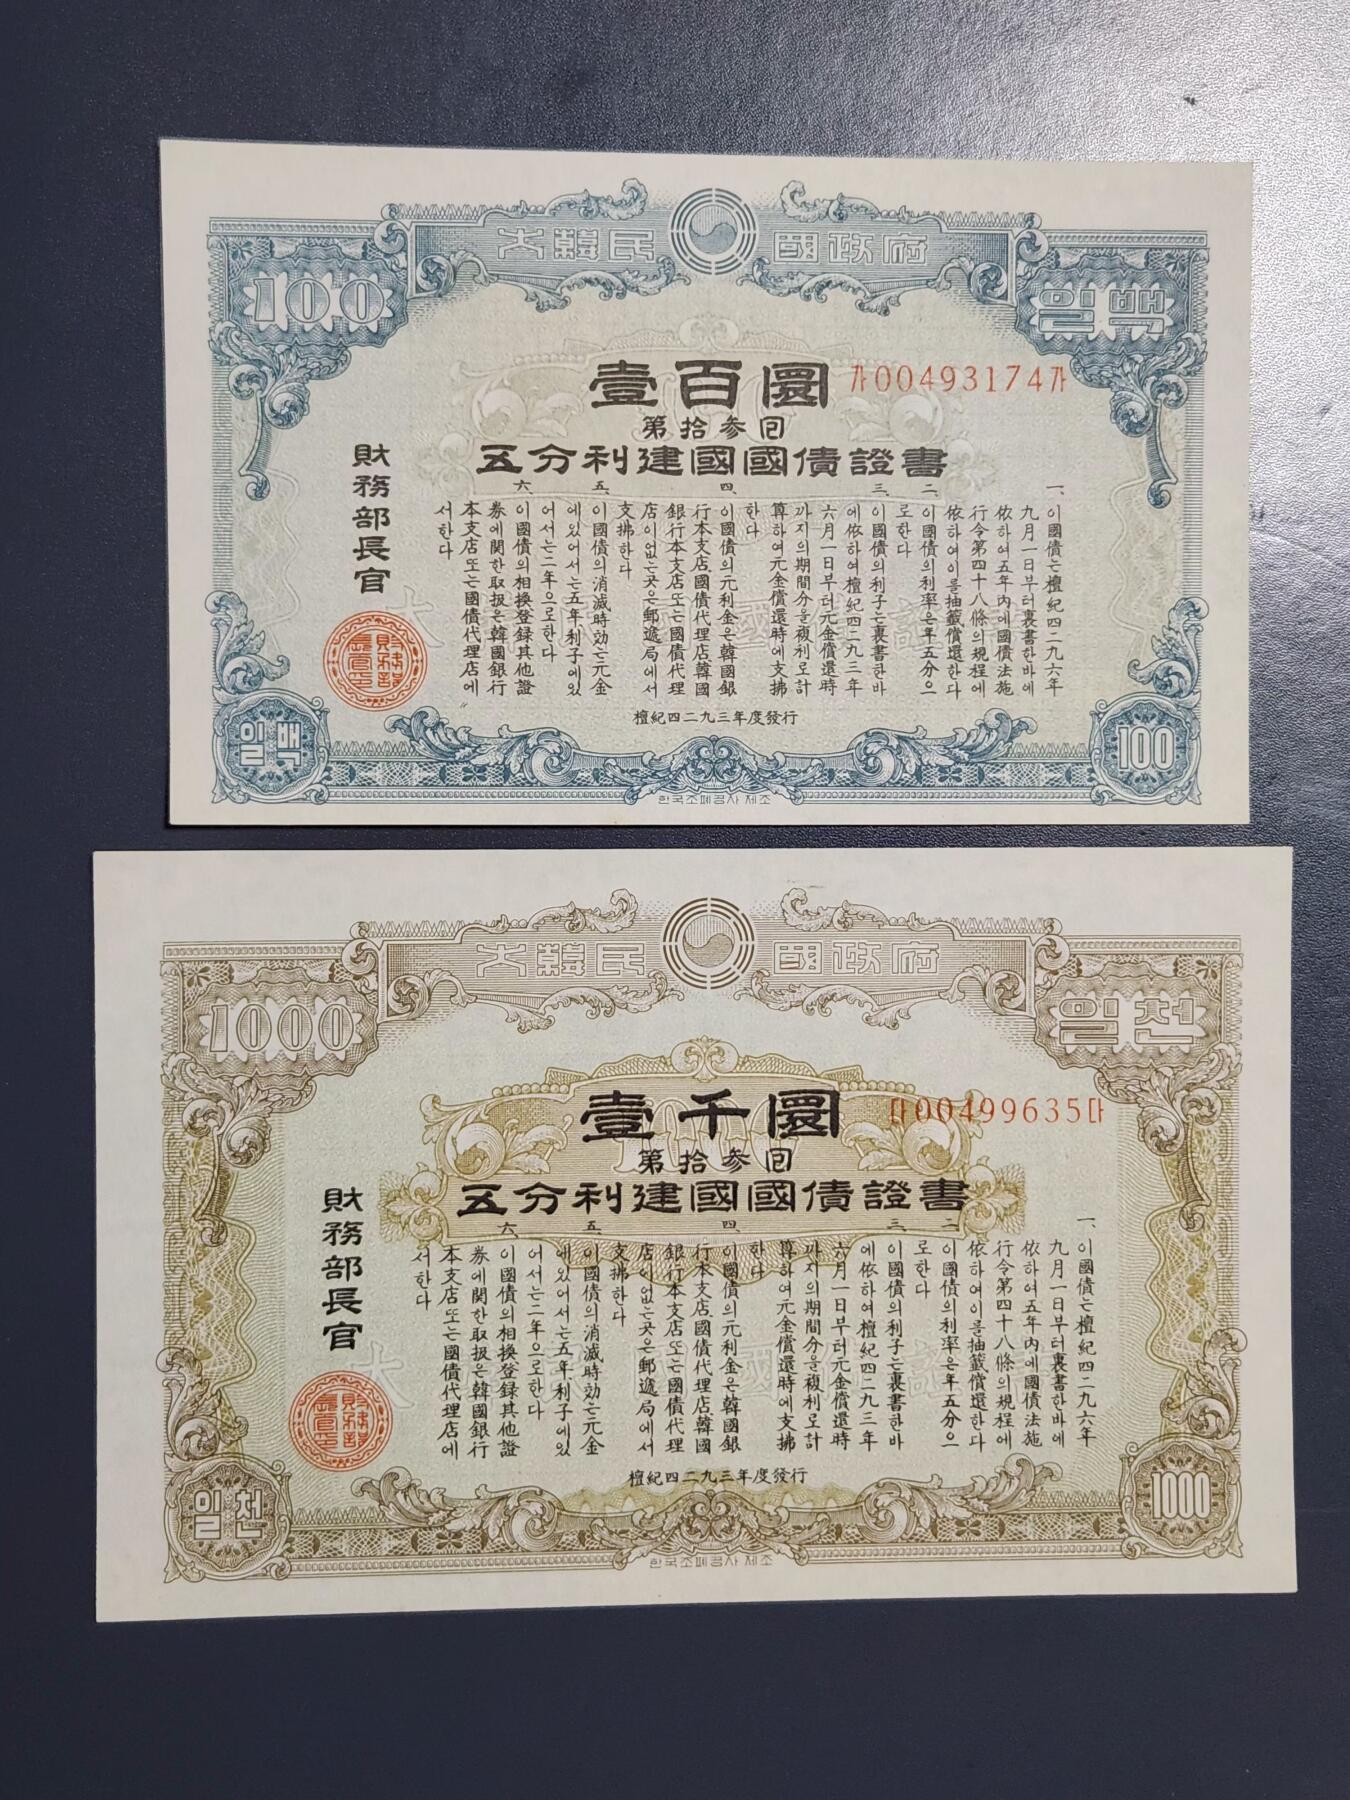 大韓民國政府
100
일백
壹百圜
가00493174가
第拾參回
五分利建國國債證書
一、이國債는檀紀四二九六年
九月一日부터裏書한바에
依하여五年內에國債法施
行令第四十八條의規程에
依하여이를抽籤償還한다
二、이國債의利率은年五分으
로한다
三、이國債의利子는裏書한바
에依하여檀紀四二九三年
六月一日부터元金償還時
까지의期間分을複利로計
算하여元金償還時에支拂
한다
四、이國債의元利金은韓國銀
行本支店國債代理店韓國
銀行本支店또는國債代理
店이없는곳은郵遞局에서
支拂한다
五、이國債의消滅時効는元金
에있어서는五年利子에있
어서는二年으로한다
六、이國債의相換登録其他證
券에関한取扱은韓國銀行
本支店또는國債代理店에
서한다
財務部長官
檀紀四二九三年度發行
일백
100
한국조폐공사 제조
大韓民國政府
1000
일천
壹千圜
다00499635다
第拾參回
五分利建國國債證書
一、이國債는檀紀四二九六年
九月一日부터裏書한바에
依하여五年內에國債法施
行令第四十八條의規程에
依하여이를抽籤償還한다
二、이國債의利率은年五分으
로한다
三、이國債의利子는裏書한바
에依하여檀紀四二九三年
六月一日부터元金償還時
까지의期間分을複利로計
算하여元金償還時에支拂
한다
四、이國債의元利金은韓國銀
行本支店國債代理店韓國
銀行本支店또는國債代理
店이없는곳은郵遞局에서
支拂한다
五、이國債의消滅時効는元金
에있어서는五年利子에있
어서는二年으로한다
六、이國債의相換登録其他證
券에関한取扱은韓國銀行
本支店또는國債代理店에
서한다
財務部長官
檀紀四二九三年度發行
일천
1000
한국조폐공사 제조